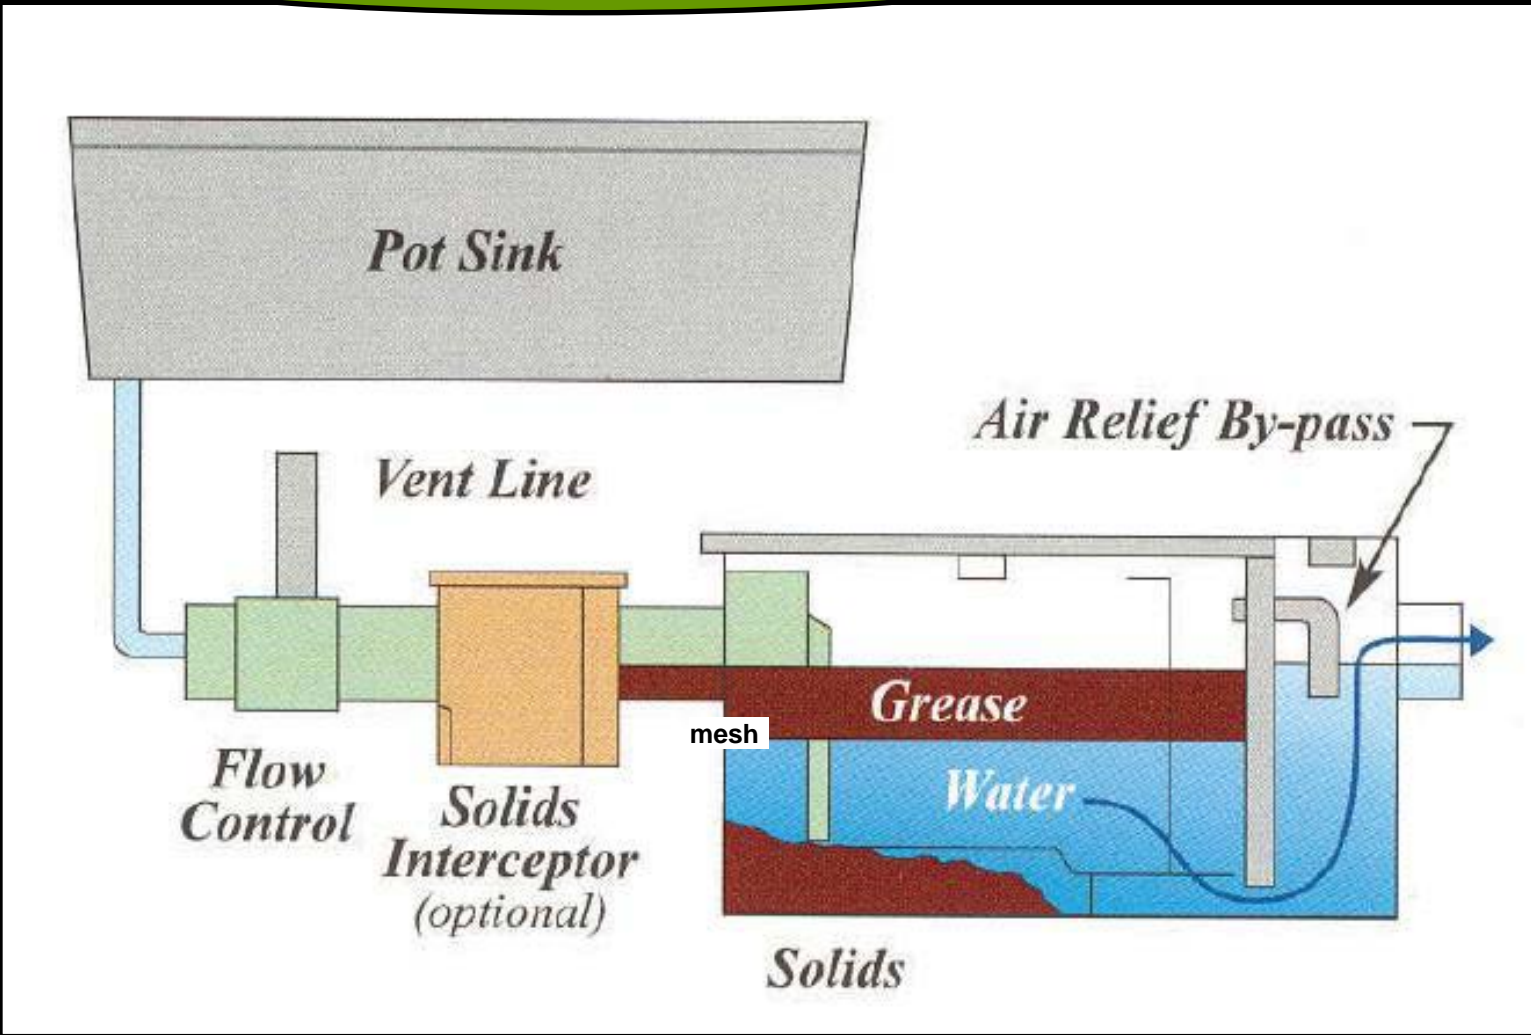 Pot Sink
Air Relief By-pass
Vent Line
Grease
mesh
Flow
Control
Water
Solids
Interceptor
(optional)
Solids